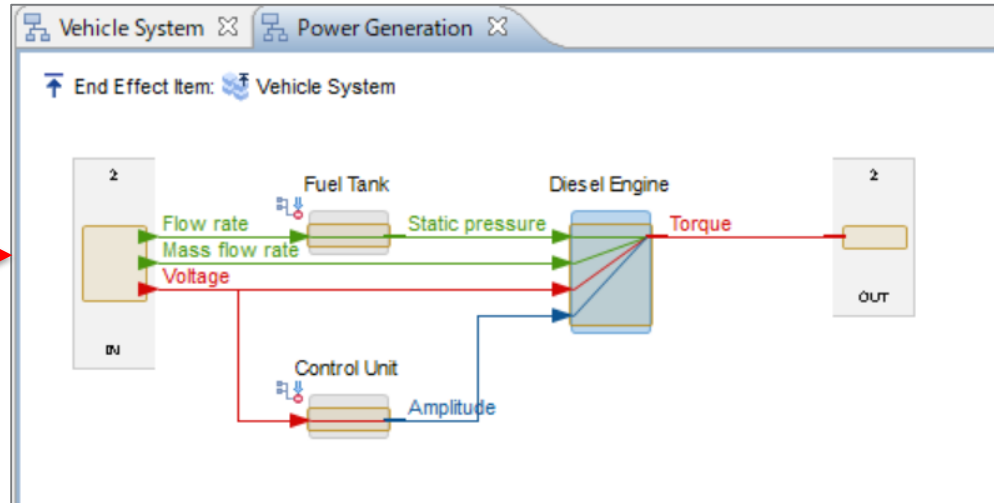 Vehicle System
Power Generation
End Effect Item: Vehicle System
2
Fuel Tank
Diesel Engine
2
Flow rate
Static pressure
Torque
Mass flow rate
Voltage
OUT
IN
Control Unit
Amplitude